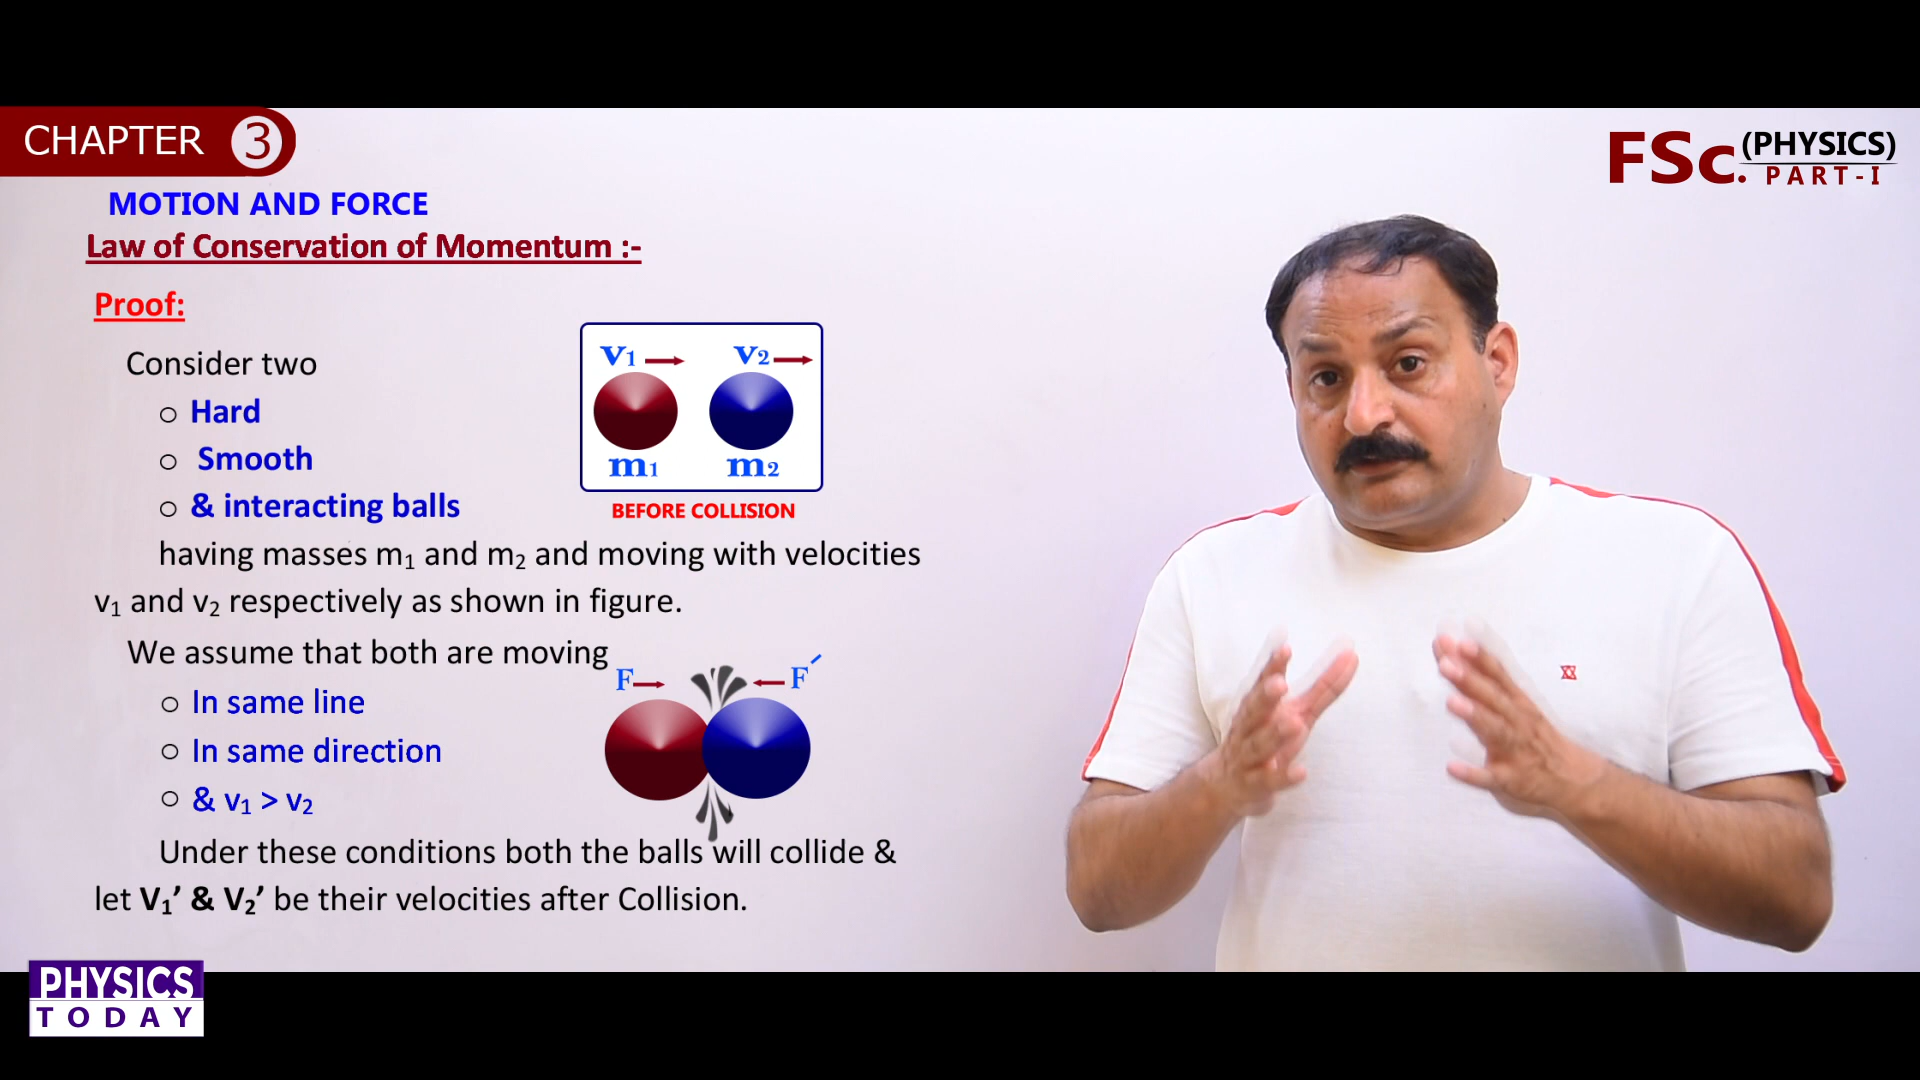 CHAPTER 3
FSc. (PHYSICS)
PART-I
MOTION AND FORCE
Law of Conservation of Momentum :-
Proof:
Consider two
○ Hard
○ Smooth
○ & interacting balls
v1 v2
m1 m2
BEFORE COLLISION
having masses m₁ and m₂ and moving with velocities
v₁ and v₂ respectively as shown in figure.
We assume that both are moving
F F′
○ In same line
○ In same direction
○ & v₁ > v₂
Under these conditions both the balls will collide &
let V₁’ & V₂’ be their velocities after Collision.
PHYSICS
TODAY